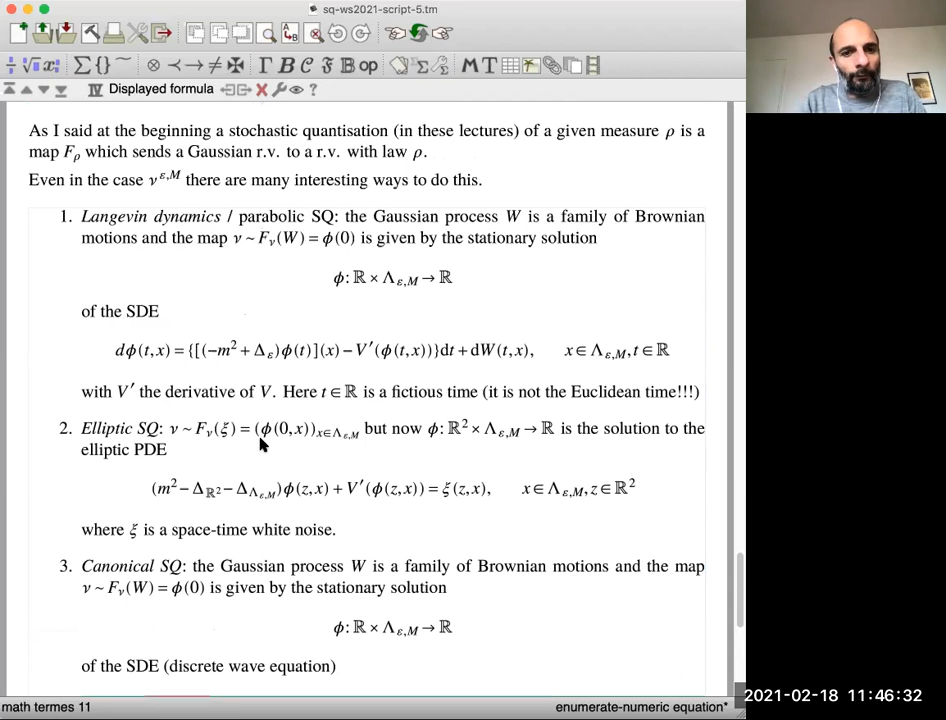 sq-ws2021-script-5.tm
Displayed formula
As I said at the beginning a stochastic quantisation (in these lectures) of a given measure ρ is a
map F_ρ which sends a Gaussian r.v. to a r.v. with law ρ.
Even in the case ν^{ε,M} there are many interesting ways to do this.
1. Langevin dynamics / parabolic SQ: the Gaussian process W is a family of Brownian
motions and the map ν ~ F_ν(W) = ϕ(0) is given by the stationary solution
ϕ: ℝ × Λ_{ε,M} → ℝ
of the SDE
dϕ(t,x) = {[(-m² + Δ_ε)ϕ(t)](x) − V′(ϕ(t,x))}dt + dW(t,x), x ∈ Λ_{ε,M}, t ∈ ℝ
with V′ the derivative of V. Here t ∈ ℝ is a fictious time (it is not the Euclidean time!!!)
2. Elliptic SQ: ν ~ F_ν(ξ) = (ϕ(0,x))_{x∈Λ_{ε,M}} but now ϕ: ℝ² × Λ_{ε,M} → ℝ is the solution to the
elliptic PDE
(m² − Δ_{ℝ²} − Δ_{Λ_{ε,M}})ϕ(z,x) + V′(ϕ(z,x)) = ξ(z,x), x ∈ Λ_{ε,M}, z ∈ ℝ²
where ξ is a space-time white noise.
3. Canonical SQ: the Gaussian process W is a family of Brownian motions and the map
ν ~ F_ν(W) = ϕ(0) is given by the stationary solution
ϕ: ℝ × Λ_{ε,M} → ℝ
of the SDE (discrete wave equation)
math termes 11
enumerate-numeric equation*
2021-02-18 11:46:32